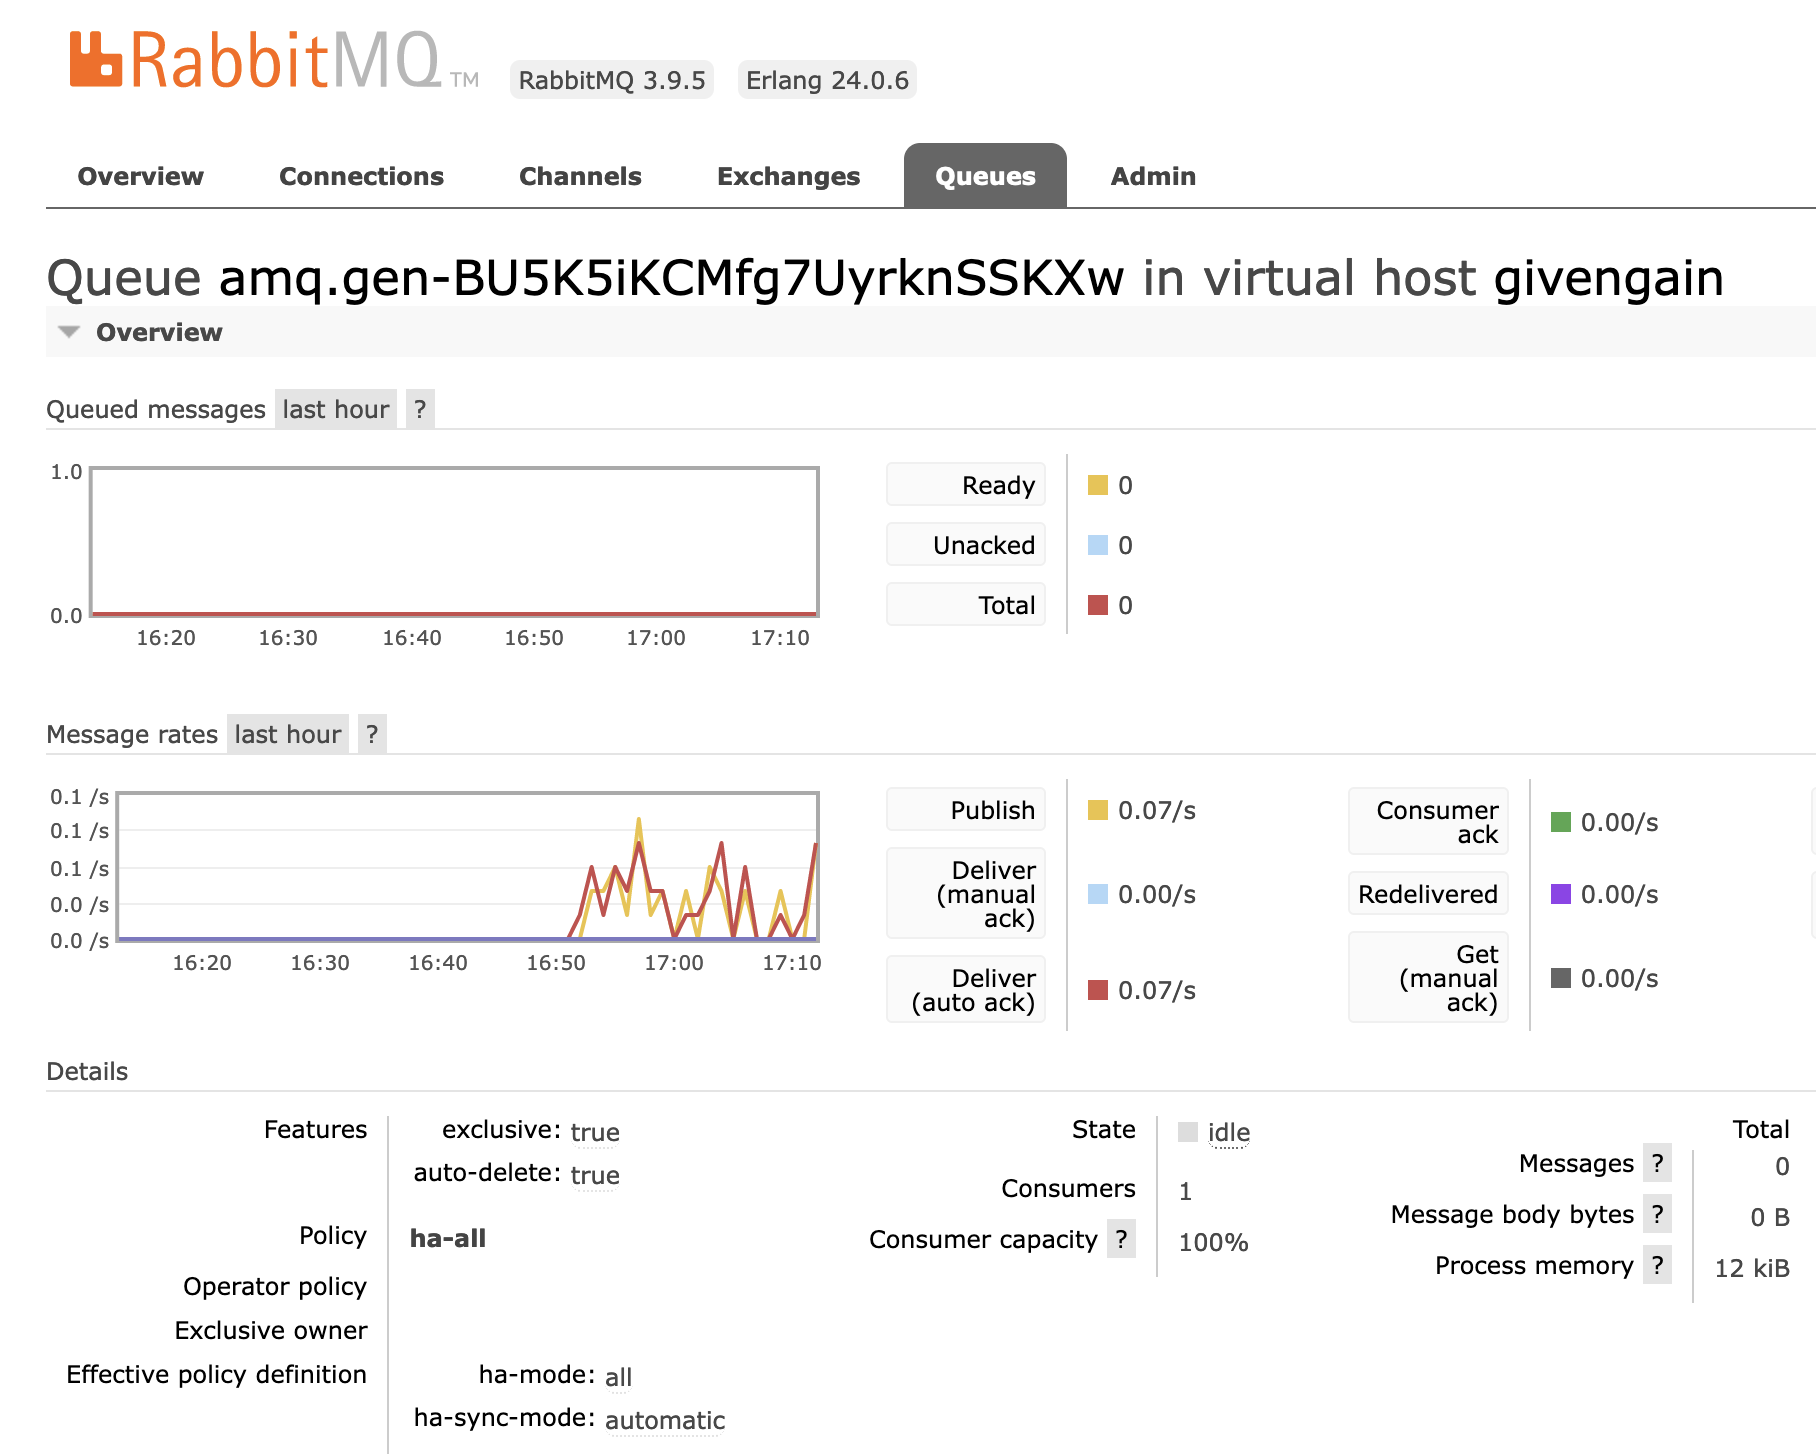 RabbitMQ TM RabbitMQ 3.9.5 Erlang 24.0.6
Overview Connections Channels Exchanges Queues Admin
Queue amq.gen-BU5K5iKCMfg7UyrknSSKXw in virtual host givengain
Overview
Queued messages last hour ?
1.0
0.0
16:20 16:30 16:40 16:50 17:00 17:10
Ready 0
Unacked 0
Total 0
Message rates last hour ?
0.1 /s
0.1 /s
0.1 /s
0.0 /s
0.0 /s
16:20 16:30 16:40 16:50 17:00 17:10
Publish 0.07/s
Deliver
(manual 0.00/s
ack)
Deliver
(auto ack) 0.07/s
Consumer
ack 0.00/s
Redelivered 0.00/s
Get
(manual 0.00/s
ack)
Details
Features exclusive: true
auto-delete: true
Policy ha-all
Operator policy
Exclusive owner
Effective policy definition ha-mode: all
ha-sync-mode: automatic
State idle
Consumers 1
Consumer capacity ? 100%
Total
Messages ? 0
Message body bytes ? 0 B
Process memory ? 12 kiB